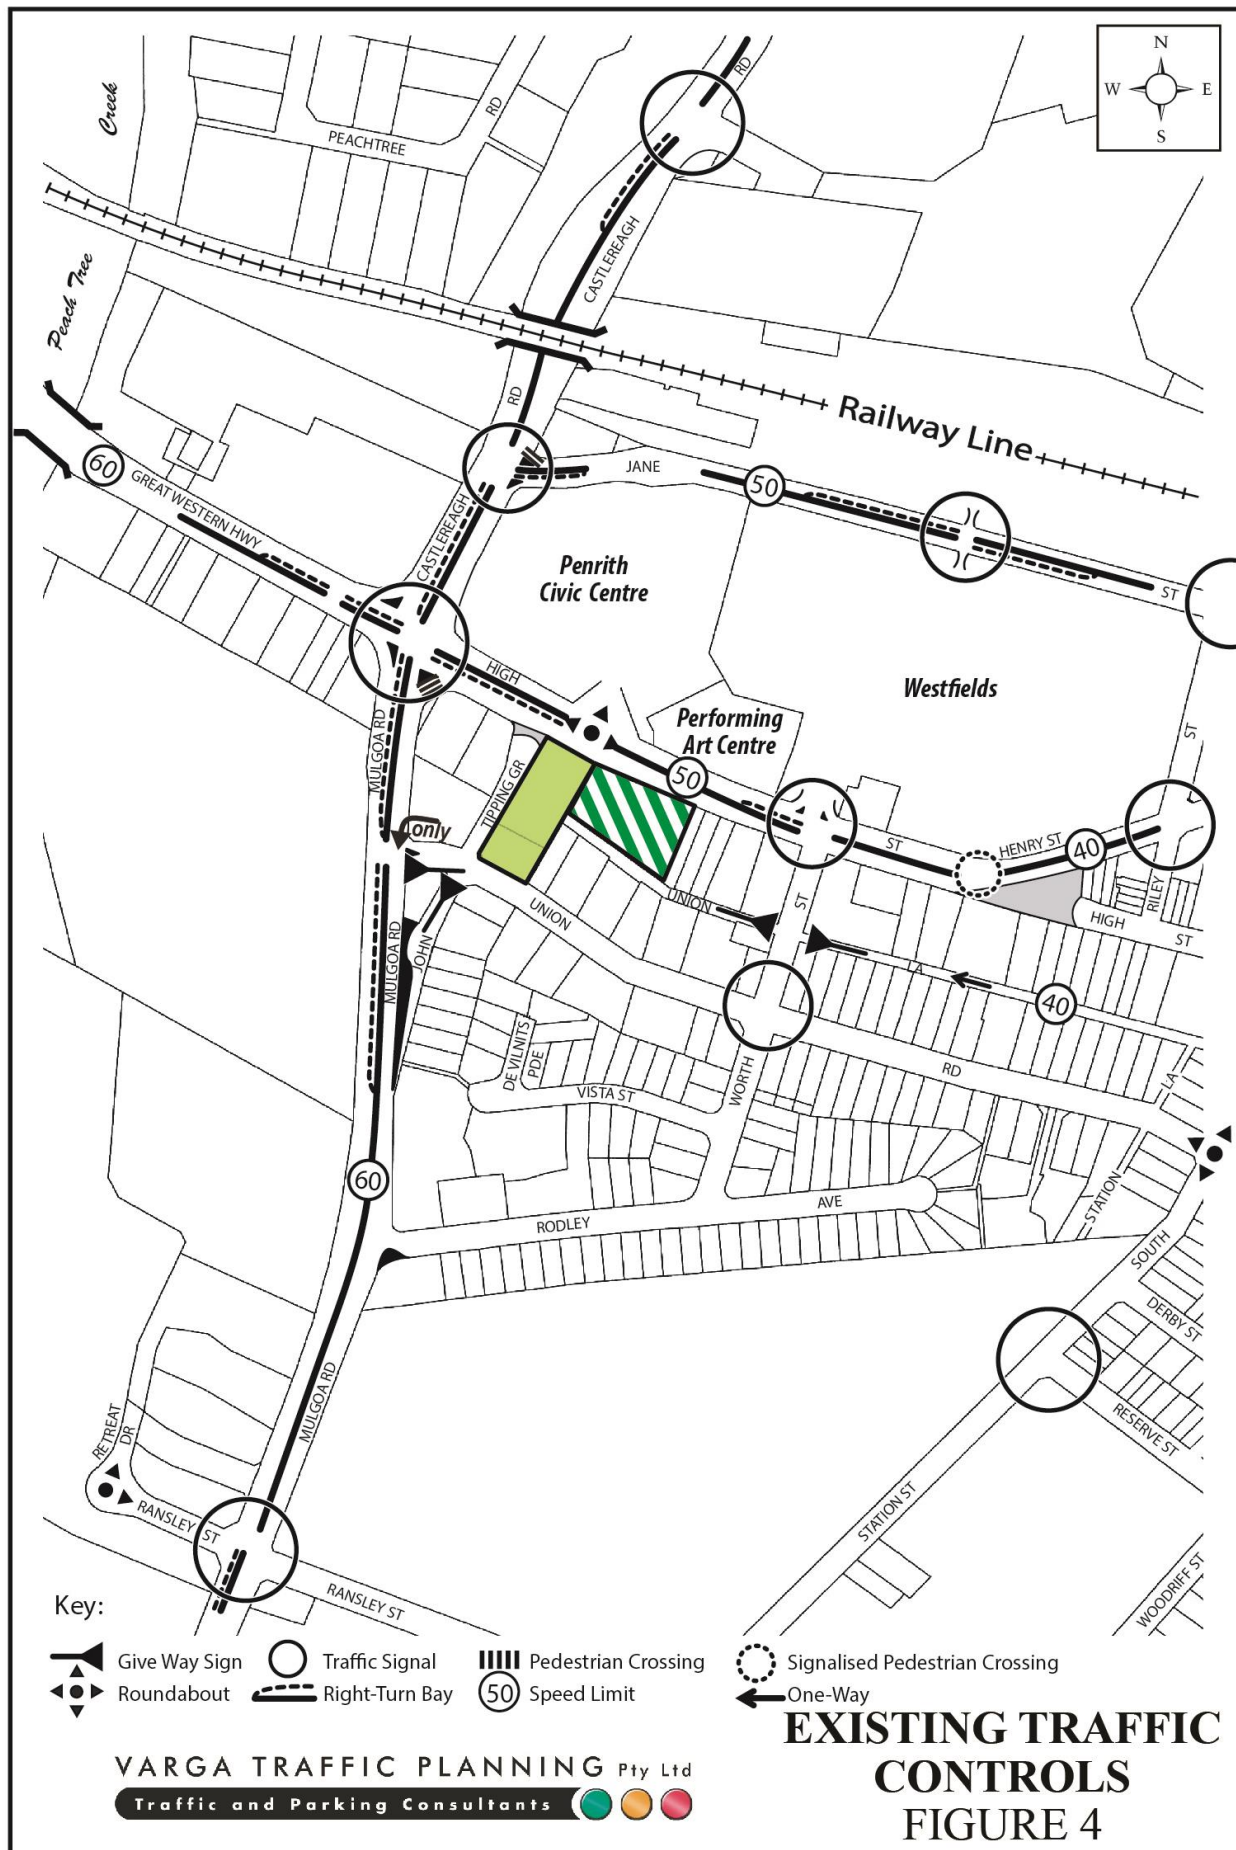 N
W E
S
RD
Creek
RD
PEACHTREE
CASTLEREAGH
Peach Tree
RD
Railway Line
60
GREAT WESTERN HWY
JANE
50
CASTLEREAGH
Penrith
Civic Centre
ST
HIGH
Westfields
MULGOA RD
Performing
Art Centre
ST
TIPPING GR
50
only
ST
HENRY ST
40
UNION
UNION
ST
RILEY
HIGH
ST
MULGOA RD
JOHN
LA
40
DE VILNITS
PDE
VISTA ST
WORTH
RD
LA
60
RODLEY
AVE
STATION
SOUTH
DERBY ST
MULGOA RD
RETREAT
DR
RESERVE ST
RANSLEY ST
STATION ST
WOODRIFF ST
RANSLEY ST
Key:
Give Way Sign
Traffic Signal
Pedestrian Crossing
Signalised Pedestrian Crossing
Roundabout
Right-Turn Bay
50 Speed Limit
One-Way
EXISTING TRAFFIC
CONTROLS
FIGURE 4
VARGA TRAFFIC PLANNING Pty Ltd
Traffic and Parking Consultants